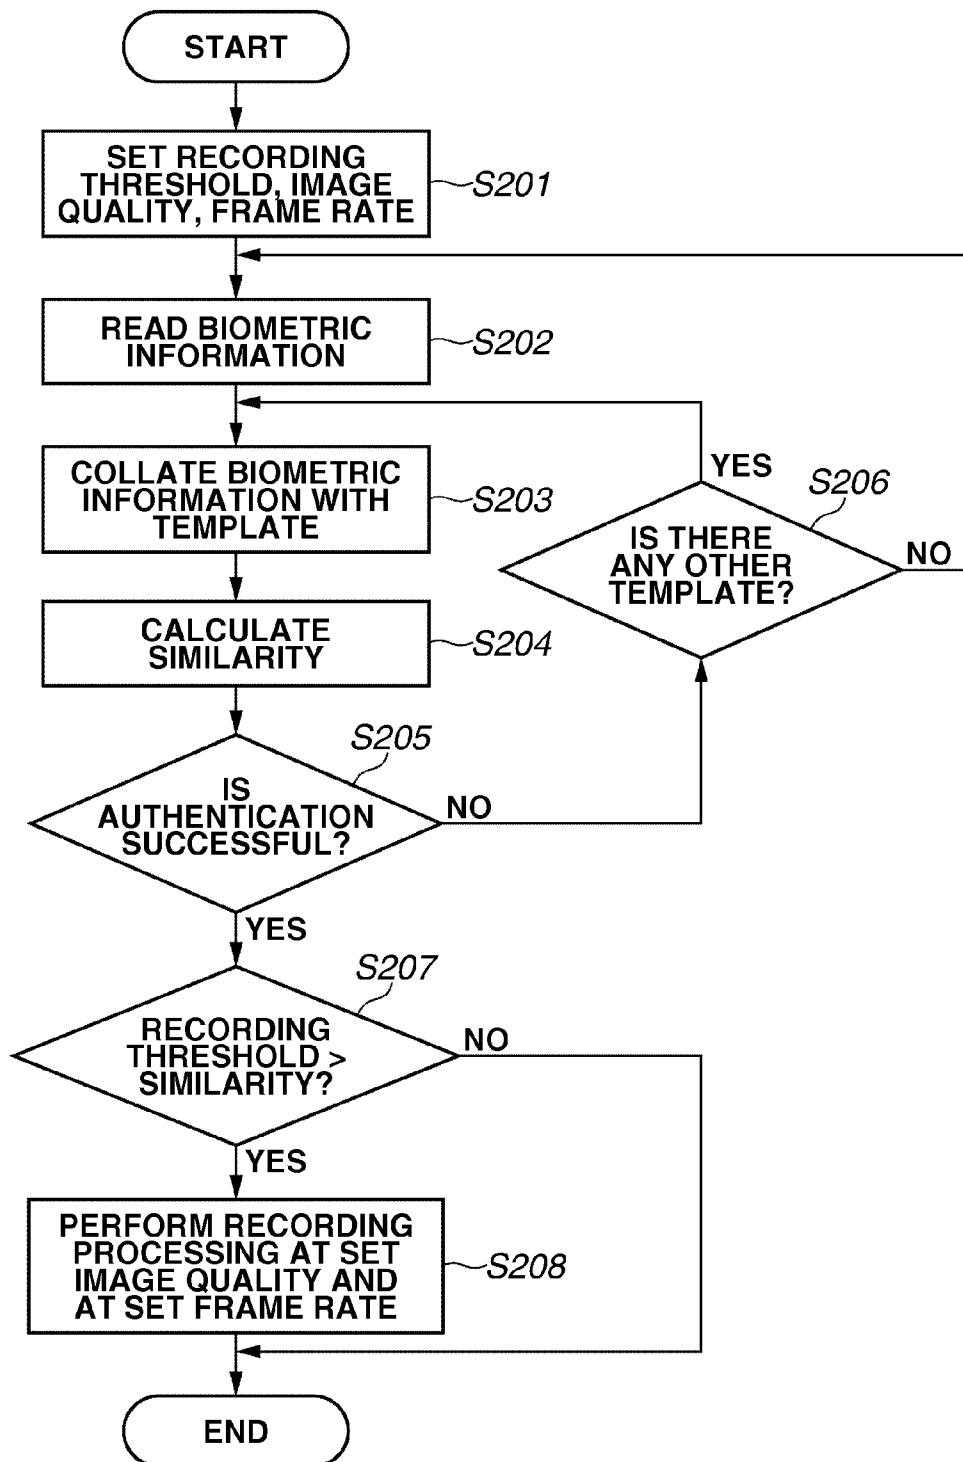 START
SET RECORDING
THRESHOLD, IMAGE
QUALITY, FRAME RATE
S201
READ BIOMETRIC
INFORMATION
S202
COLLATE BIOMETRIC
INFORMATION WITH
TEMPLATE
S203
YES
S206
IS THERE
ANY OTHER
TEMPLATE?
NO
CALCULATE
SIMILARITY
S204
S205
IS
AUTHENTICATION
SUCCESSFUL?
NO
YES
S207
RECORDING
THRESHOLD >
SIMILARITY?
NO
YES
PERFORM RECORDING
PROCESSING AT SET
IMAGE QUALITY AND
AT SET FRAME RATE
S208
END